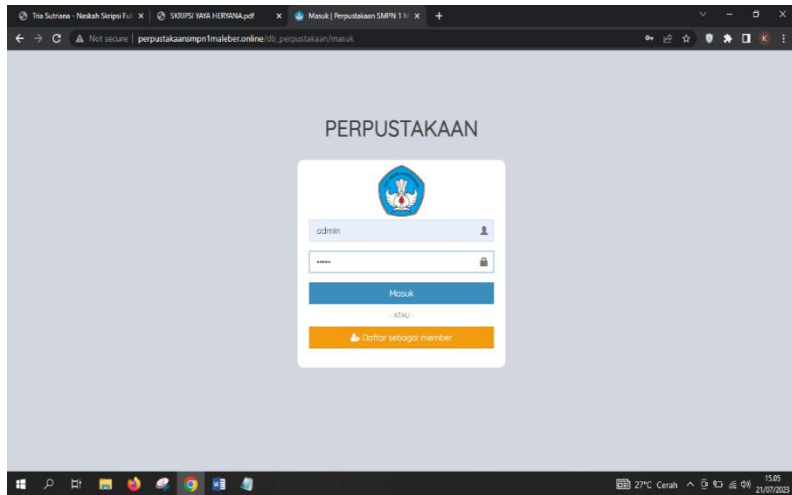 Tria Sutriana - Naskah Skripsi Ful
SKRIPSI YAYA HERYANA.pdf
Masuk | Perpustakaan SMPN 1 M
Not secure | perpustakaansmpn1maleber.online/db_perpustakaan/masuk
K
PERPUSTAKAAN
admin
•••••
Masuk
- ATAU -
Daftar sebagai member
27°C Cerah
15.05
21/07/2023